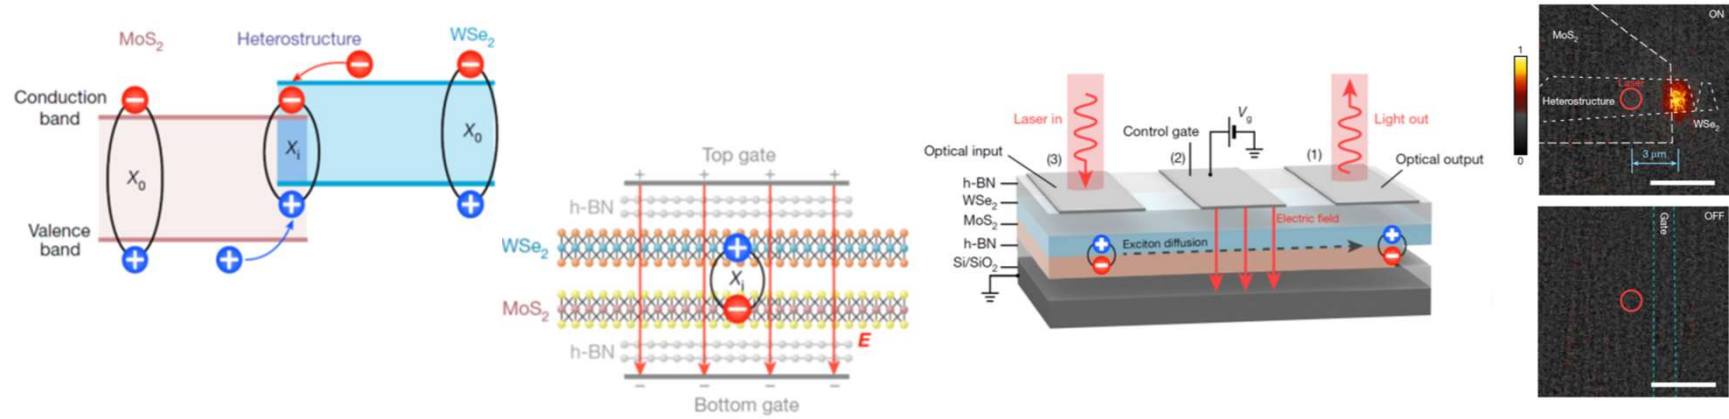 MoS₂
Heterostructure
WSe₂
Conduction
band
X₀
Xᵢ
X₀
Valence
band
Top gate
+ + + +
h-BN
WSe₂
Xᵢ
MoS₂
h-BN
E
− − − −
Bottom gate
Laser in
Control gate
Vg
Light out
Optical input
(3)
(2)
(1)
Optical output
h-BN
WSe₂
MoS₂
h-BN
Si/SiO₂
Electric field
Exciton diffusion
ON
MoS₂
1
0
Laser
Heterostructure
WSe₂
3 μm
OFF
Gate